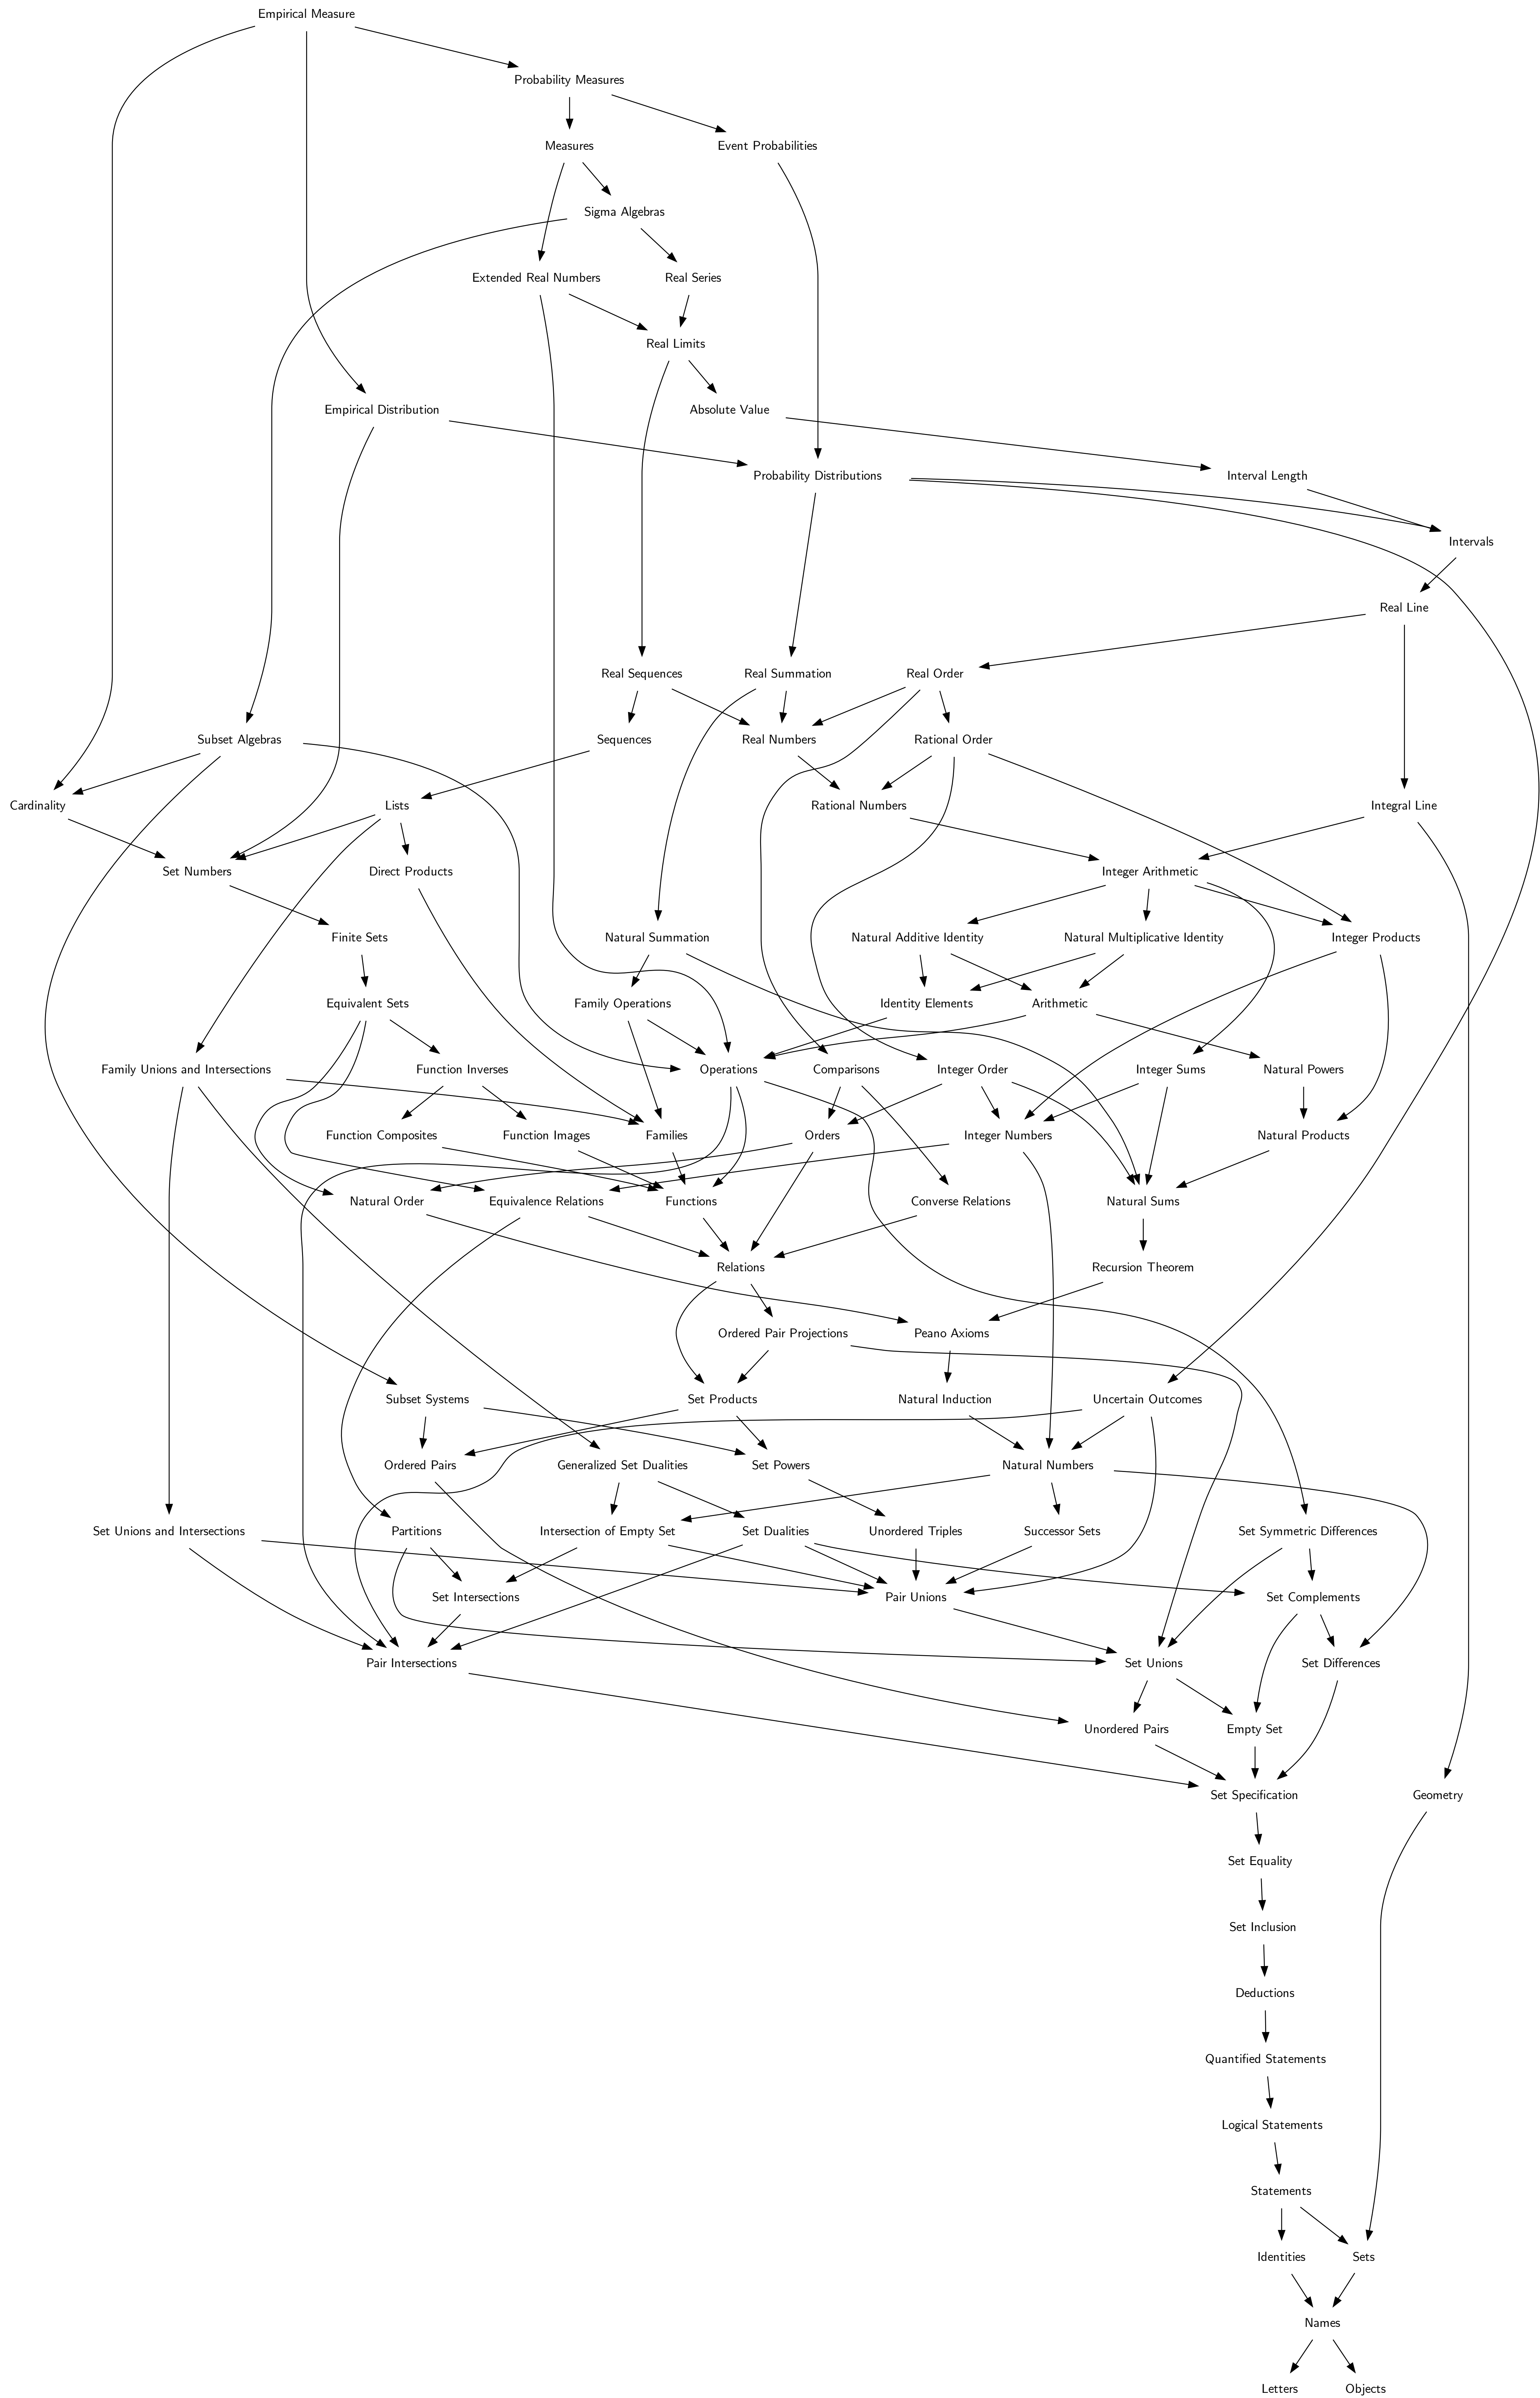 Empirical Measure
Probability Measures
Measures
Event Probabilities
Sigma Algebras
Extended Real Numbers
Real Series
Real Limits
Empirical Distribution
Absolute Value
Probability Distributions
Interval Length
Intervals
Real Line
Real Sequences
Real Summation
Real Order
Subset Algebras
Sequences
Real Numbers
Rational Order
Cardinality
Lists
Rational Numbers
Integral Line
Set Numbers
Direct Products
Integer Arithmetic
Finite Sets
Natural Summation
Natural Additive Identity
Natural Multiplicative Identity
Integer Products
Equivalent Sets
Family Operations
Identity Elements
Arithmetic
Family Unions and Intersections
Function Inverses
Operations
Comparisons
Integer Order
Integer Sums
Natural Powers
Function Composites
Function Images
Families
Orders
Integer Numbers
Natural Products
Natural Order
Equivalence Relations
Functions
Converse Relations
Natural Sums
Relations
Recursion Theorem
Ordered Pair Projections
Peano Axioms
Subset Systems
Set Products
Natural Induction
Uncertain Outcomes
Ordered Pairs
Generalized Set Dualities
Set Powers
Natural Numbers
Set Unions and Intersections
Partitions
Intersection of Empty Set
Set Dualities
Unordered Triples
Successor Sets
Set Symmetric Differences
Set Intersections
Pair Unions
Set Complements
Pair Intersections
Set Unions
Set Differences
Unordered Pairs
Empty Set
Set Specification
Geometry
Set Equality
Set Inclusion
Deductions
Quantified Statements
Logical Statements
Statements
Identities
Sets
Names
Letters
Objects